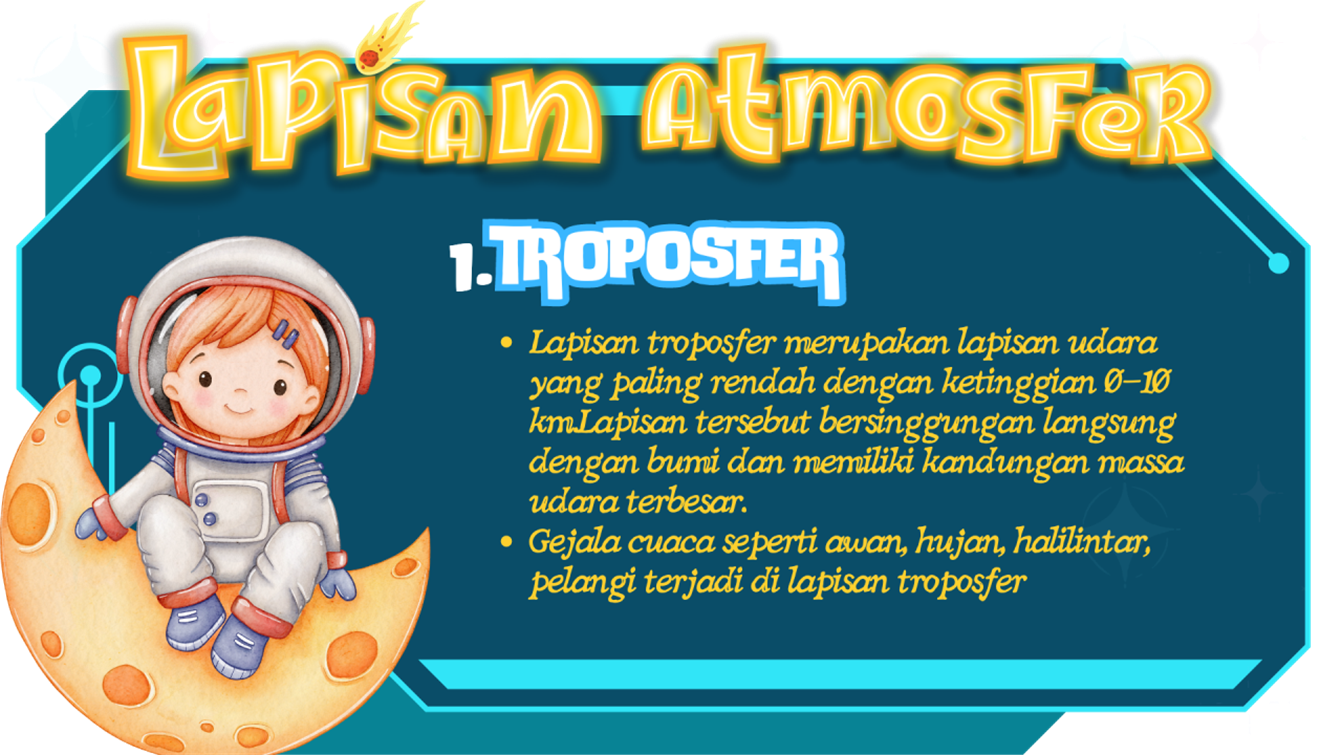 Lapisan Atmosfer
1. TROPOSFER
• Lapisan troposfer merupakan lapisan udara
yang paling rendah dengan ketinggian 0-10
km.Lapisan tersebut bersinggungan langsung
dengan bumi dan memiliki kandungan massa
udara terbesar.
• Gejala cuaca seperti awan, hujan, halilintar,
pelangi terjadi di lapisan troposfer